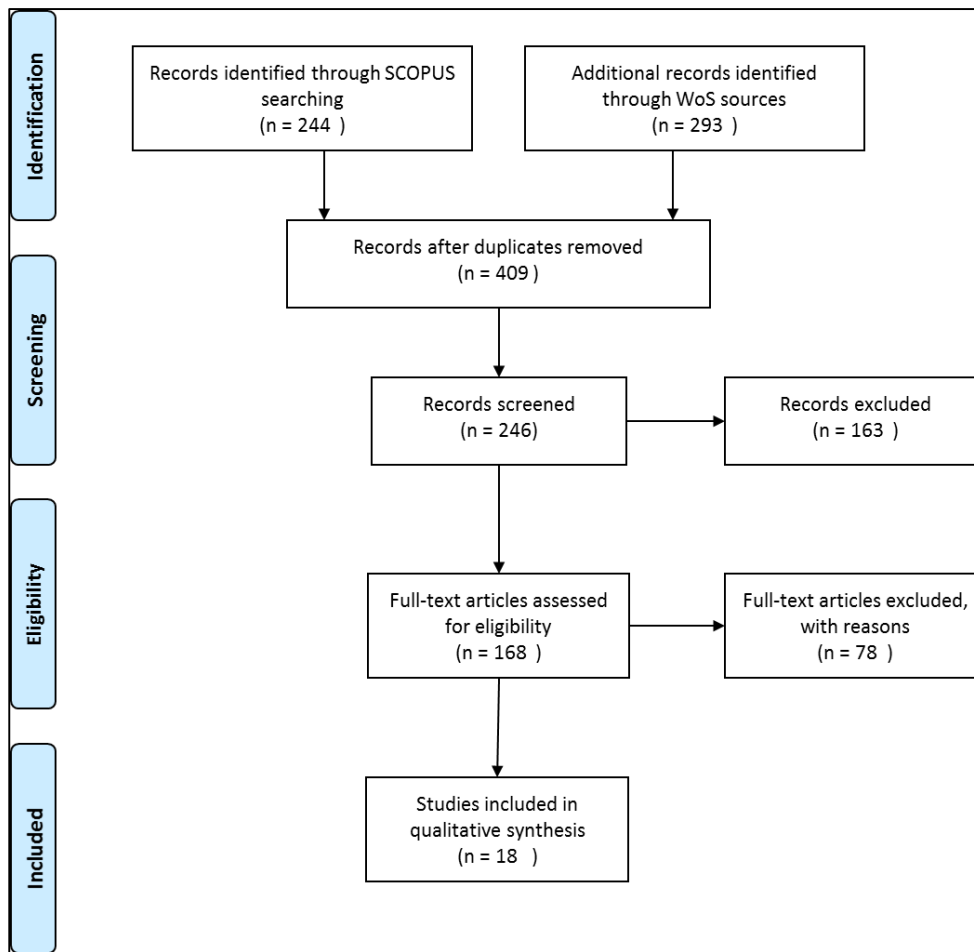 Identification
Records identified through SCOPUS
searching
(n = 244 )
Additional records identified
through WoS sources
(n = 293 )
Records after duplicates removed
(n = 409 )
Screening
Records screened
(n = 246)
Records excluded
(n = 163 )
Eligibility
Full-text articles assessed
for eligibility
(n = 168 )
Full-text articles excluded,
with reasons
(n = 78 )
Included
Studies included in
qualitative synthesis
(n = 18 )